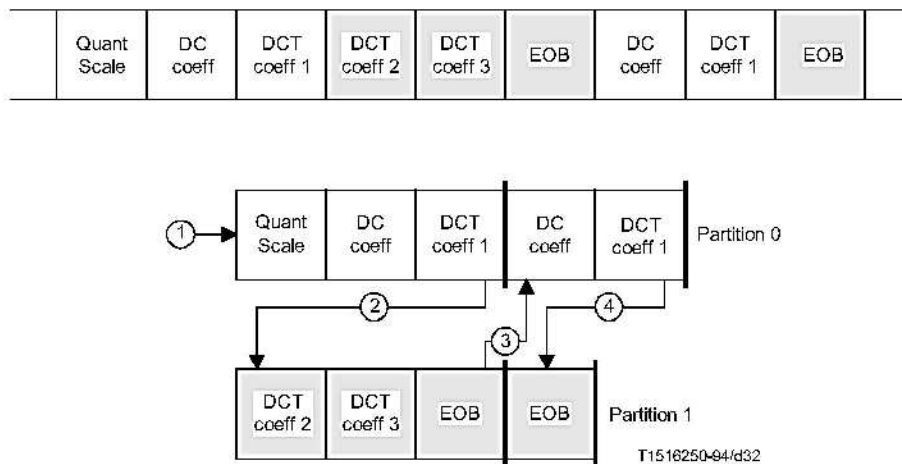 Quant
Scale
DC
coeff
DCT
coeff 1
DCT
coeff 2
DCT
coeff 3
EOB
DC
coeff
DCT
coeff 1
EOB
1
Quant
Scale
DC
coeff
DCT
coeff 1
DC
coeff
DCT
coeff 1
Partition 0
2
3
4
DCT
coeff 2
DCT
coeff 3
EOB
EOB
Partition 1
T1516250-94/d32